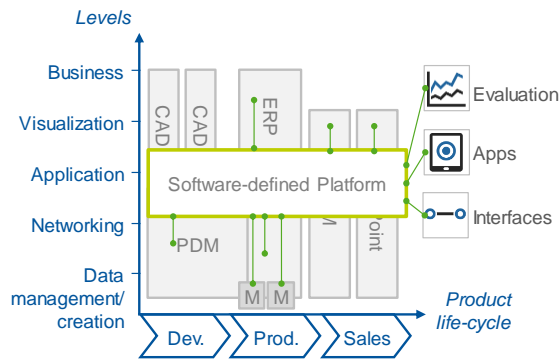 Levels
Business
Visualization
Application
Networking
Data
management/
creation
CAD
CAD
ERP
Software-defined Platform
PDM
M
M
M
Point
Evaluation
Apps
Interfaces
Dev.
Prod.
Sales
Product
life-cycle